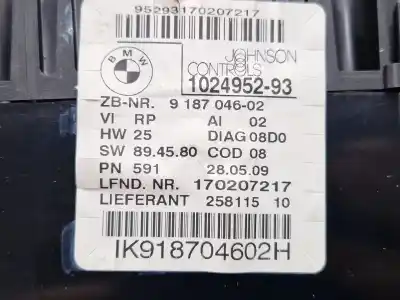 95293170207217
BMW
JOHNSON
CONTROLS
1024952-93
ZB-NR. 9 187 046-02
VI RP AI 02
HW 25 DIAG 08D0
SW 89.45.80 COD 08
PN 591 28.05.09
LFND. NR. 170207217
LIEFERANT 258115 10
IK918704602H